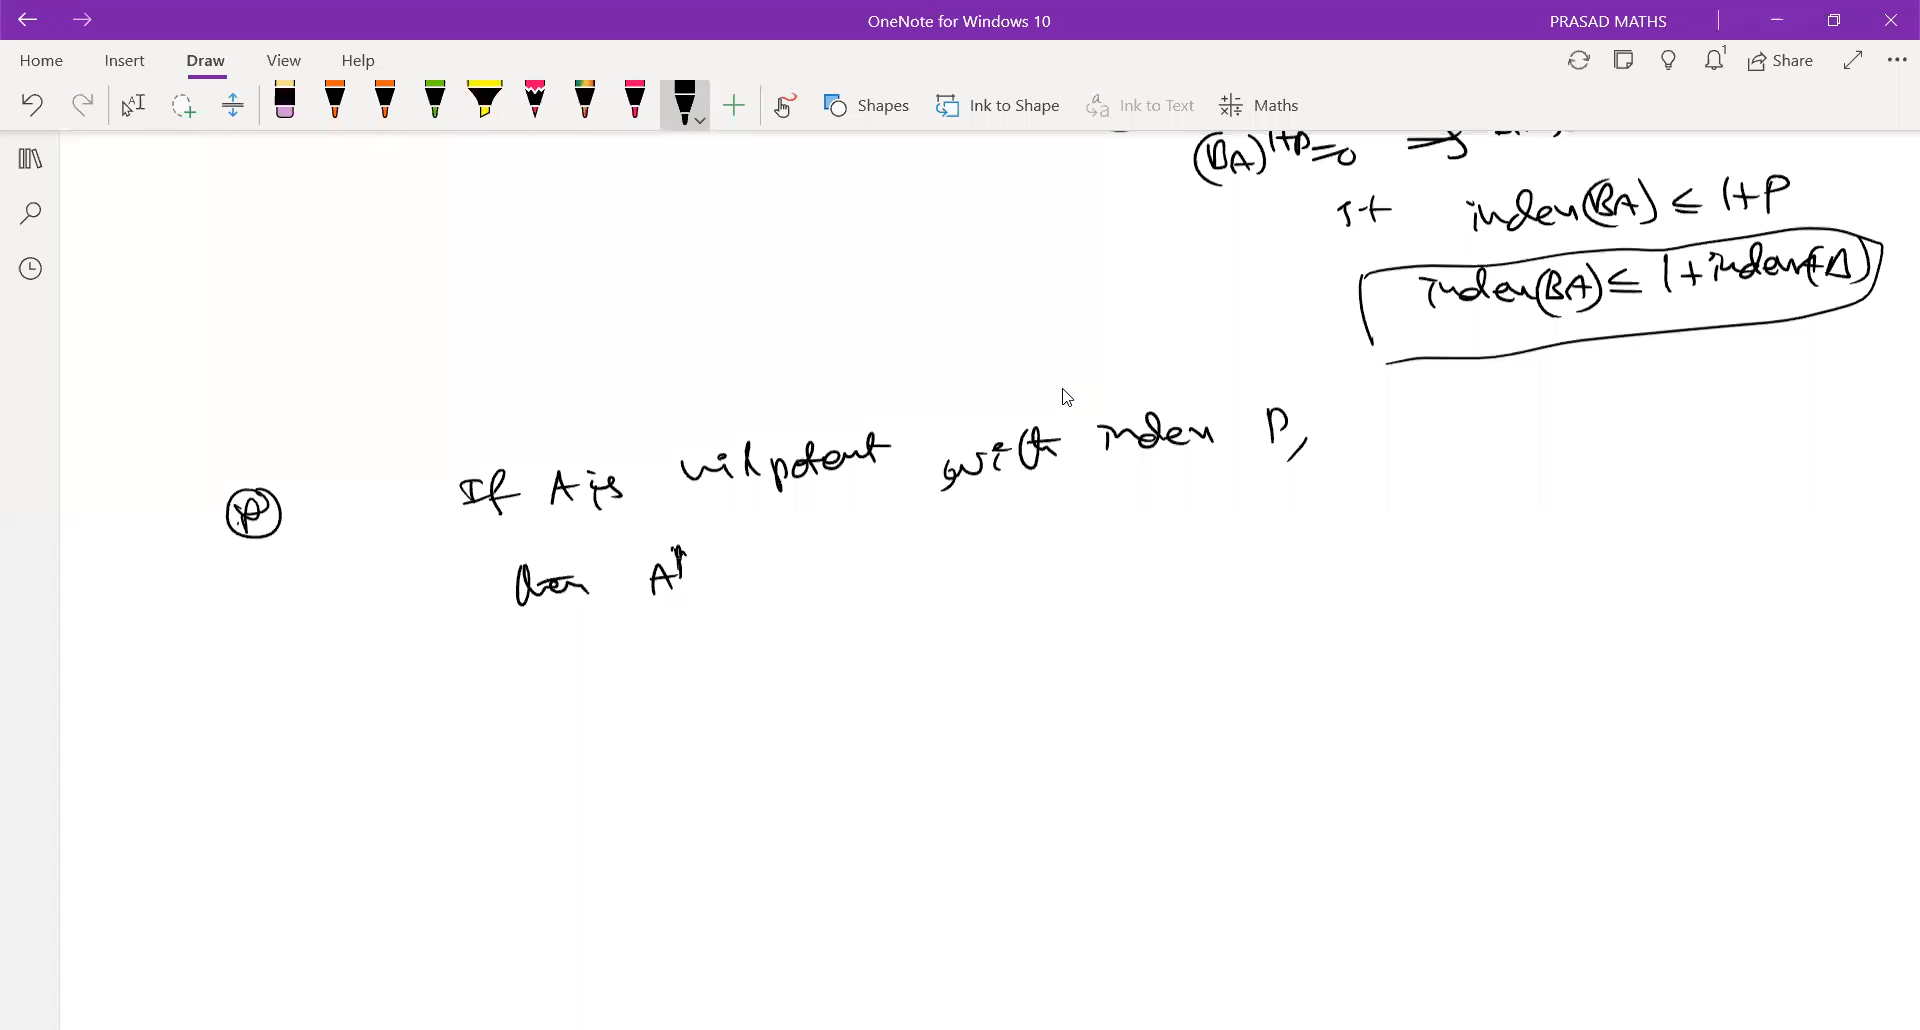 OneNote for Windows 10
PRASAD MATHS
Home Insert Draw View Help
1
Share
Shapes
Ink to Shape
Ink to Text
Maths
(BA)^1+P = 0 ⇒
index(BA) ≤ 1+P
index(BA) ≤ 1+index(A)
If A is nilpotent with index P,
P
then A